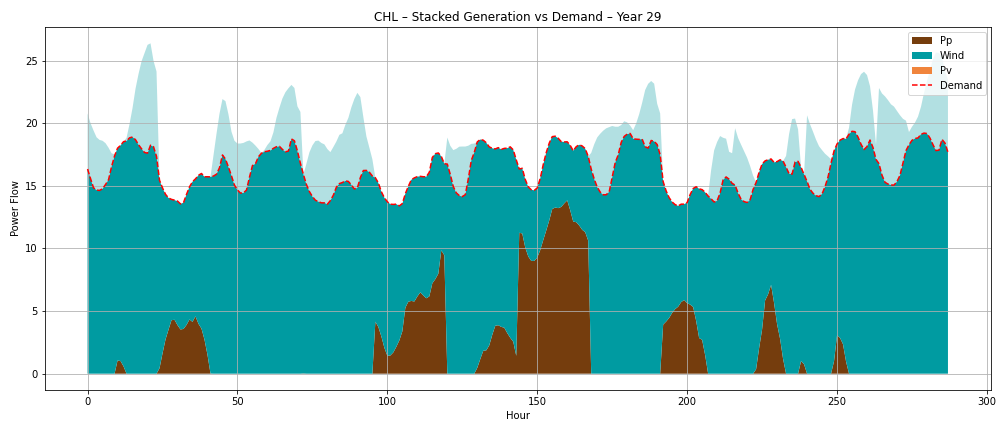 CHL – Stacked Generation vs Demand – Year 29
Pp
Wind
Pv
Demand
Power Flow
25
20
15
10
5
0
0 50 100 150 200 250 300
Hour